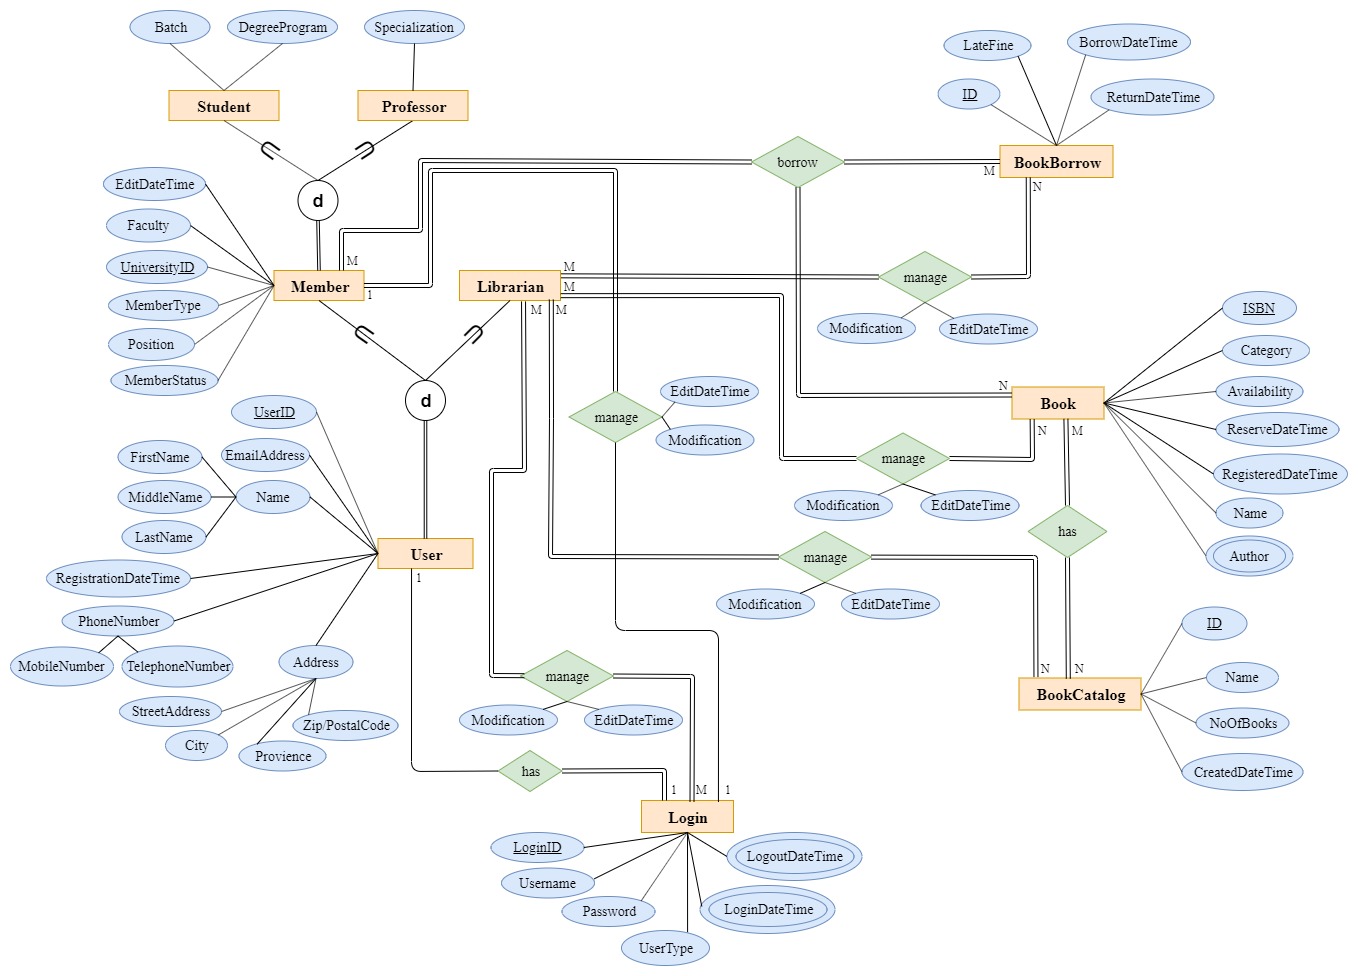 Batch
DegreeProgram
Specialization
Student
Professor
LateFine
BorrowDateTime
ID
ReturnDateTime
borrow
BookBorrow
M
N
d
EditDateTime
Faculty
UniversityID
MemberType
Position
MemberStatus
M
Member
1
Librarian
M
M
M
M
manage
Modification
EditDateTime
ISBN
Category
Availability
ReserveDateTime
RegisteredDateTime
Name
Author
N
Book
N
M
manage
EditDateTime
Modification
d
UserID
EmailAddress
FirstName
MiddleName
LastName
Name
User
1
RegistrationDateTime
PhoneNumber
MobileNumber
TelephoneNumber
Address
StreetAddress
City
Provience
Zip/PostalCode
manage
Modification
EditDateTime
has
manage
Modification
EditDateTime
N
N
BookCatalog
ID
Name
NoOfBooks
CreatedDateTime
manage
Modification
EditDateTime
has
1
M
1
Login
LoginID
Username
Password
UserType
LoginDateTime
LogoutDateTime